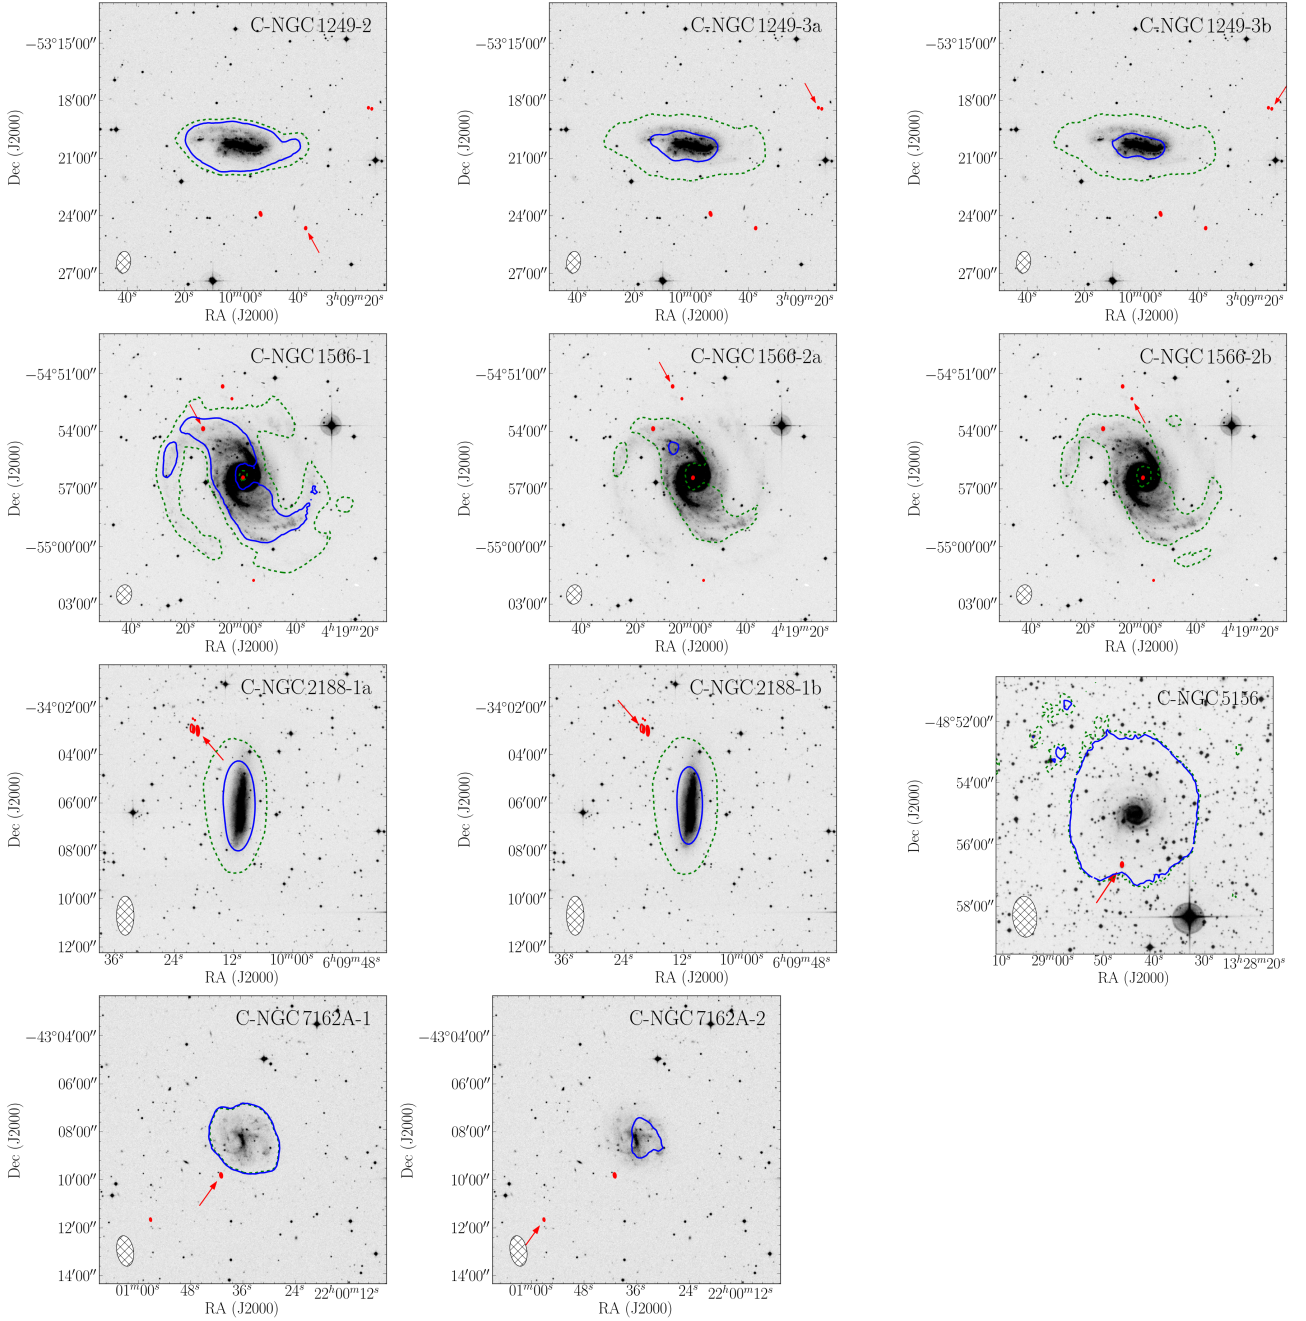 C-NGC 1249-2
−53°15′00″
18′00″
21′00″
24′00″
27′00″
Dec (J2000)
40ˢ 20ˢ 10ᵐ00ˢ 40ˢ 3ʰ09ᵐ20ˢ
RA (J2000)
C-NGC 1249-3a
−53°15′00″
18′00″
21′00″
24′00″
27′00″
Dec (J2000)
40ˢ 20ˢ 10ᵐ00ˢ 40ˢ 3ʰ09ᵐ20ˢ
RA (J2000)
C-NGC 1249-3b
−53°15′00″
18′00″
21′00″
24′00″
27′00″
Dec (J2000)
40ˢ 20ˢ 10ᵐ00ˢ 40ˢ 3ʰ09ᵐ20ˢ
RA (J2000)
C-NGC 1566-1
−54°51′00″
54′00″
57′00″
−55°00′00″
03′00″
Dec (J2000)
40ˢ 20ˢ 20ᵐ00ˢ 40ˢ 4ʰ19ᵐ20ˢ
RA (J2000)
C-NGC 1566-2a
−54°51′00″
54′00″
57′00″
−55°00′00″
03′00″
Dec (J2000)
40ˢ 20ˢ 20ᵐ00ˢ 40ˢ 4ʰ19ᵐ20ˢ
RA (J2000)
C-NGC 1566-2b
−54°51′00″
54′00″
57′00″
−55°00′00″
03′00″
Dec (J2000)
40ˢ 20ˢ 20ᵐ00ˢ 40ˢ 4ʰ19ᵐ20ˢ
RA (J2000)
C-NGC 2188-1a
−34°02′00″
04′00″
06′00″
08′00″
10′00″
12′00″
Dec (J2000)
36ˢ 24ˢ 12ˢ 10ᵐ00ˢ 6ʰ09ᵐ48ˢ
RA (J2000)
C-NGC 2188-1b
−34°02′00″
04′00″
06′00″
08′00″
10′00″
12′00″
Dec (J2000)
36ˢ 24ˢ 12ˢ 10ᵐ00ˢ 6ʰ09ᵐ48ˢ
RA (J2000)
C-NGC 5156
−48°52′00″
54′00″
56′00″
58′00″
Dec (J2000)
10ˢ 29ᵐ00ˢ 50ˢ 40ˢ 30ˢ 13ʰ28ᵐ20ˢ
RA (J2000)
C-NGC 7162A-1
−43°04′00″
06′00″
08′00″
10′00″
12′00″
14′00″
Dec (J2000)
01ᵐ00ˢ 48ˢ 36ˢ 24ˢ 22ʰ00ᵐ12ˢ
RA (J2000)
C-NGC 7162A-2
−43°04′00″
06′00″
08′00″
10′00″
12′00″
14′00″
Dec (J2000)
01ᵐ00ˢ 48ˢ 36ˢ 24ˢ 22ʰ00ᵐ12ˢ
RA (J2000)